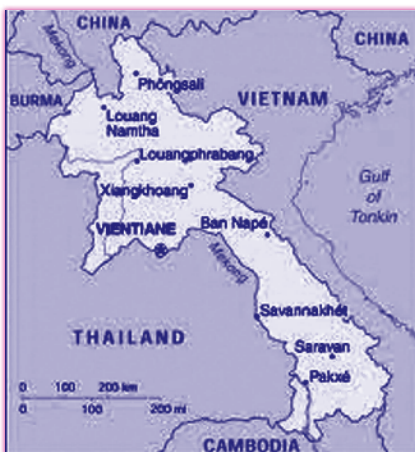 CHINA
CHINA
Mekong
Phôngsali
BURMA
VIETNAM
Louang
Namtha
Louangphrabang
Gulf
of
Tonkin
Xiangkhoang
Ban Napè
VIENTIANE
Mekong
Savannakhét
THAILAND
Saravan
Pakxé
0 100 200 km
0 100 200 mi
CAMBODIA